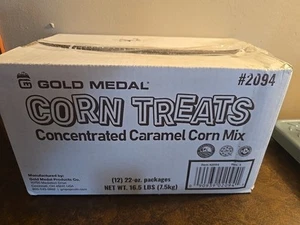 GOLD MEDAL
#2094
CORN TREATS
Concentrated Caramel Corn Mix
(12) 22-oz. packages
NET WT. 16.5 LBS (7.5kg)
Manufactured by:
Gold Medal Products Co.